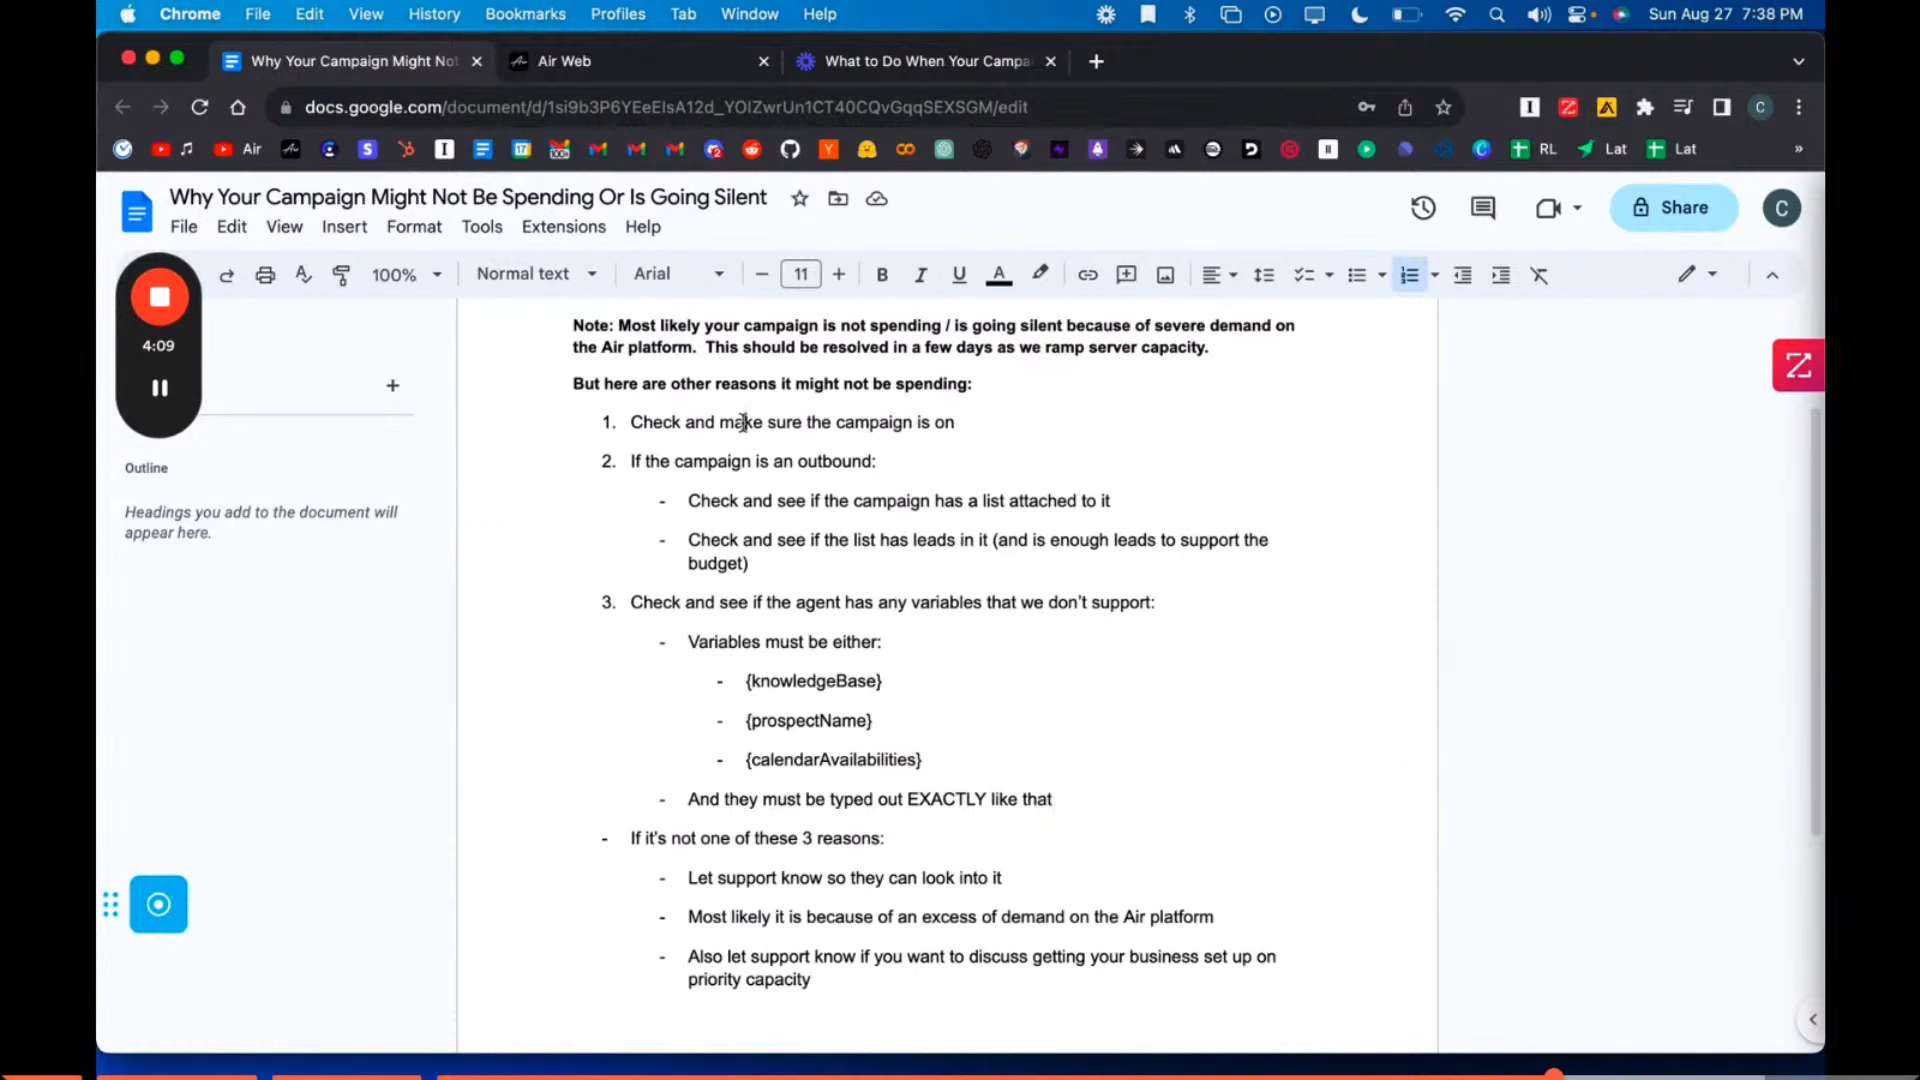 Chrome File Edit View History Bookmarks Profiles Tab Window Help Sun Aug 27 7:38 PM
Why Your Campaign Might Not Air Web What to Do When Your Campa
docs.google.com/document/d/1si9b3P6YEeEIsA12d_YOIZwrUn1CT40CQvGqqSEXSGM/edit
Air RL Lat Lat
Why Your Campaign Might Not Be Spending Or Is Going Silent
Share
C
File Edit View Insert Format Tools Extensions Help
100% Normal text Arial 11
4:09
Outline
Headings you add to the document will
appear here.
Note: Most likely your campaign is not spending / is going silent because of severe demand on
the Air platform. This should be resolved in a few days as we ramp server capacity.
But here are other reasons it might not be spending:
1. Check and make sure the campaign is on
2. If the campaign is an outbound:
- Check and see if the campaign has a list attached to it
- Check and see if the list has leads in it (and is enough leads to support the
budget)
3. Check and see if the agent has any variables that we don't support:
- Variables must be either:
- {knowledgeBase}
- {prospectName}
- {calendarAvailabilities}
- And they must be typed out EXACTLY like that
- If it's not one of these 3 reasons:
- Let support know so they can look into it
- Most likely it is because of an excess of demand on the Air platform
- Also let support know if you want to discuss getting your business set up on
priority capacity